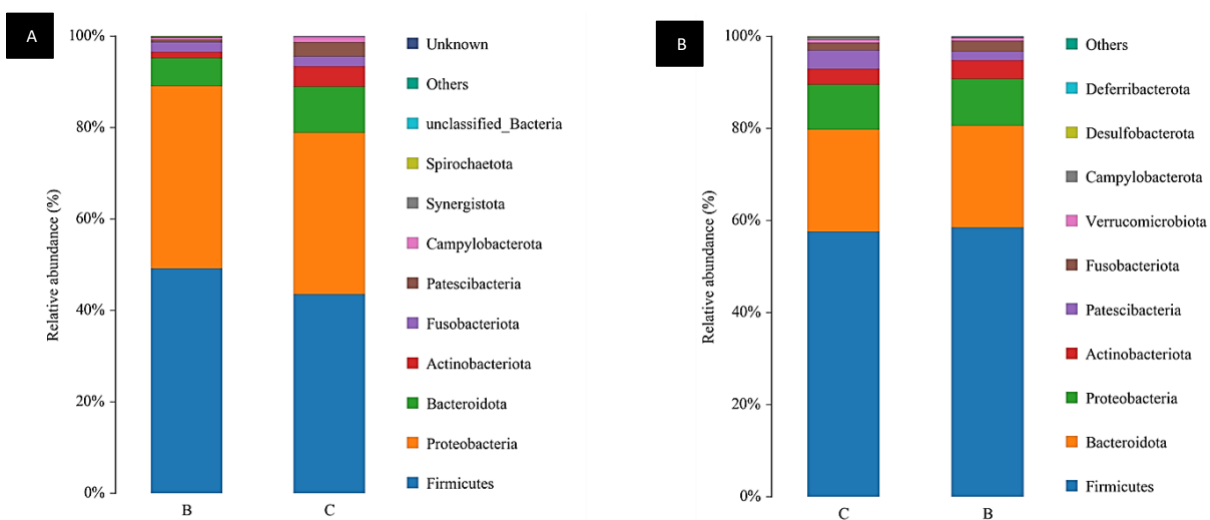 A
Relative abundance (%)
100%
80%
60%
40%
20%
0%
B
C
Unknown
Others
unclassified_Bacteria
Spirochaetota
Synergistota
Campylobacterota
Patescibacteria
Fusobacteriota
Actinobacteriota
Bacteroidota
Proteobacteria
Firmicutes
B
Relative abundance (%)
100%
80%
60%
40%
20%
0%
C
B
Others
Deferribacterota
Desulfobacterota
Campylobacterota
Verrucomicrobiota
Fusobacteriota
Patescibacteria
Actinobacteriota
Proteobacteria
Bacteroidota
Firmicutes